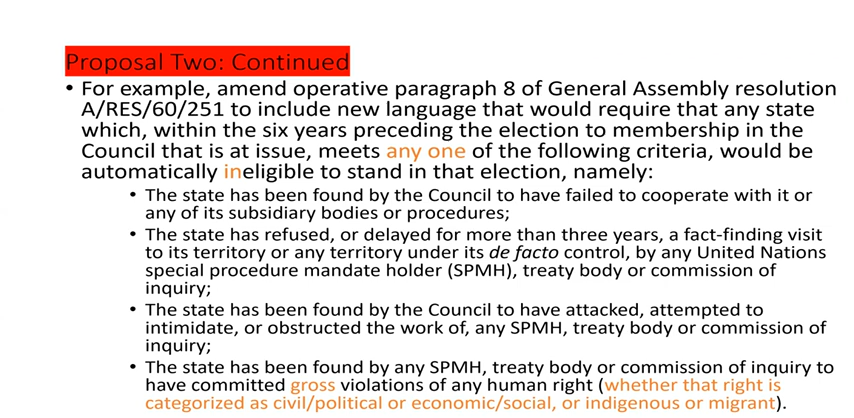 Proposal Two: Continued
• For example, amend operative paragraph 8 of General Assembly resolution
A/RES/60/251 to include new language that would require that any state
which, within the six years preceding the election to membership in the
Council that is at issue, meets any one of the following criteria, would be
automatically ineligible to stand in that election, namely:
• The state has been found by the Council to have failed to cooperate with it or
any of its subsidiary bodies or procedures;
• The state has refused, or delayed for more than three years, a fact-finding visit
to its territory or any territory under its de facto control, by any United Nations
special procedure mandate holder (SPMH), treaty body or commission of
inquiry;
• The state has been found by the Council to have attacked, attempted to
intimidate, or obstructed the work of, any SPMH, treaty body or commission of
inquiry;
• The state has been found by any SPMH, treaty body or commission of inquiry to
have committed gross violations of any human right (whether that right is
categorized as civil/political or economic/social, or indigenous or migrant).